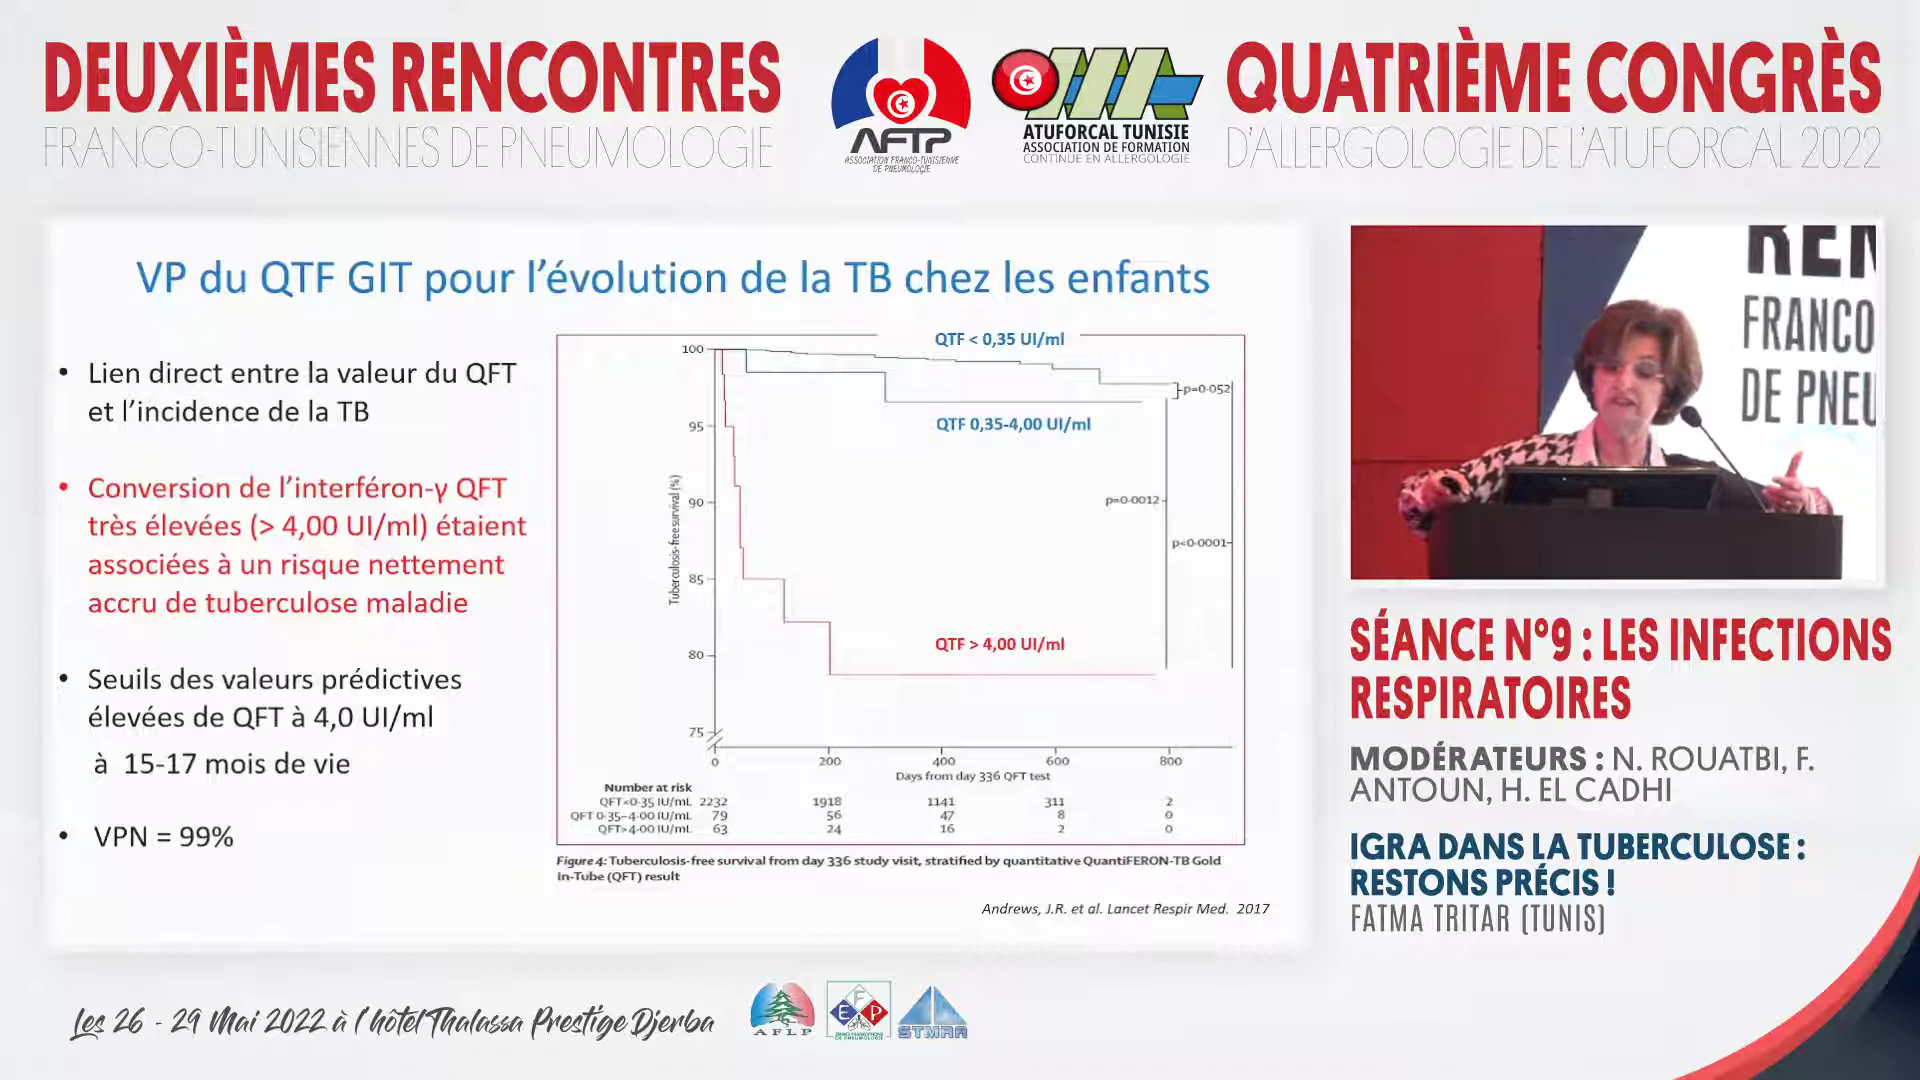 DEUXIÈMES RENCONTRES
FRANCO-TUNISIENNES DE PNEUMOLOGIE
AFTP
ASSOCIATION FRANCO-TUNISIENNE
DE PNEUMOLOGIE
ATUFORCAL TUNISIE
ASSOCIATION DE FORMATION
CONTINUE EN ALLERGOLOGIE
QUATRIÈME CONGRÈS
D'ALLERGOLOGIE DE L'ATUFORCAL 2022
VP du QTF GIT pour l'évolution de la TB chez les enfants
• Lien direct entre la valeur du QFT
et l'incidence de la TB
• Conversion de l'interféron-γ QFT
très élevées (> 4,00 UI/ml) étaient
associées à un risque nettement
accru de tuberculose maladie
• Seuils des valeurs prédictives
élevées de QFT à 4,0 UI/ml
à 15-17 mois de vie
• VPN = 99%
QTF < 0,35 UI/ml
QTF 0,35-4,00 UI/ml
QTF > 4,00 UI/ml
p=0·052
p=0·0012
p<0·0001
Tuberculosis-free survival (%)
100
95
90
85
80
75
0 200 400 600 800
Days from day 336 QFT test
Number at risk
QFT<0·35 IU/mL 2232 1918 1141 311 2
QFT 0·35–4·00 IU/mL 79 56 47 8 0
QFT>4·00 IU/mL 63 24 16 2 0
Figure 4: Tuberculosis-free survival from day 336 study visit, stratified by quantitative QuantiFERON-TB Gold
In-Tube (QFT) result
Andrews, J.R. et al. Lancet Respir Med. 2017
REN
FRANCO
DE PNEU
SÉANCE N°9 : LES INFECTIONS
RESPIRATOIRES
MODÉRATEURS : N. ROUATBI, F.
ANTOUN, H. EL CADHI
IGRA DANS LA TUBERCULOSE :
RESTONS PRÉCIS !
FATMA TRITAR (TUNIS)
Les 26 - 29 Mai 2022 à l'hôtel Thalassa Prestige Djerba
AFLP
EFP
ESPACE FRANCOPHONE
DE PNEUMOLOGIE
STMRA